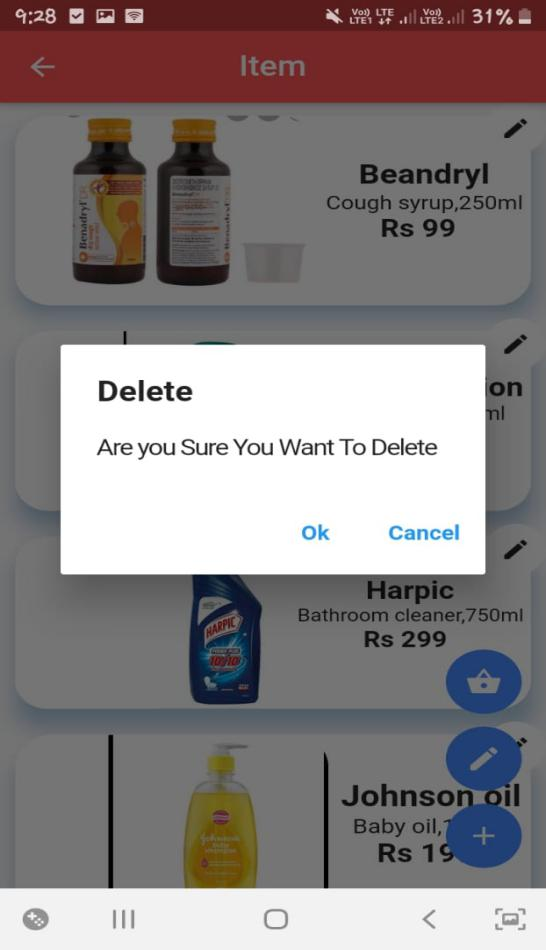 9:28 Vo)) LTE LTE1 Vo)) LTE2 31%
Item
Benadryl DR
Beandryl
Cough syrup,250ml
Rs 99
ion
ml
Delete
Are you Sure You Want To Delete
Ok Cancel
HARPIC
10/10
Harpic
Bathroom cleaner,750ml
Rs 299
Johnson's
baby
Johnson oil
Baby oil,1
Rs 19